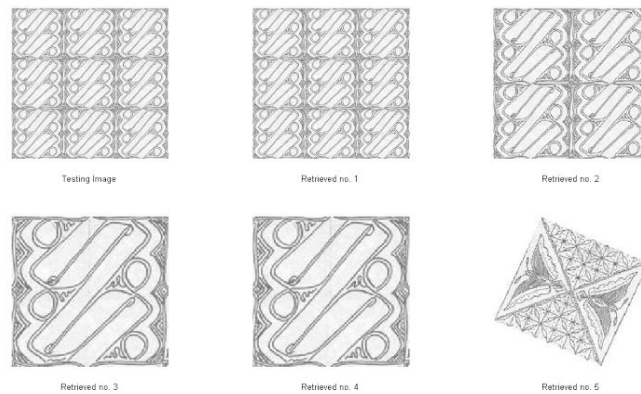 Testing Image
Retrieved no. 1
Retrieved no. 2
Retrieved no. 3
Retrieved no. 4
Retrieved no. 5